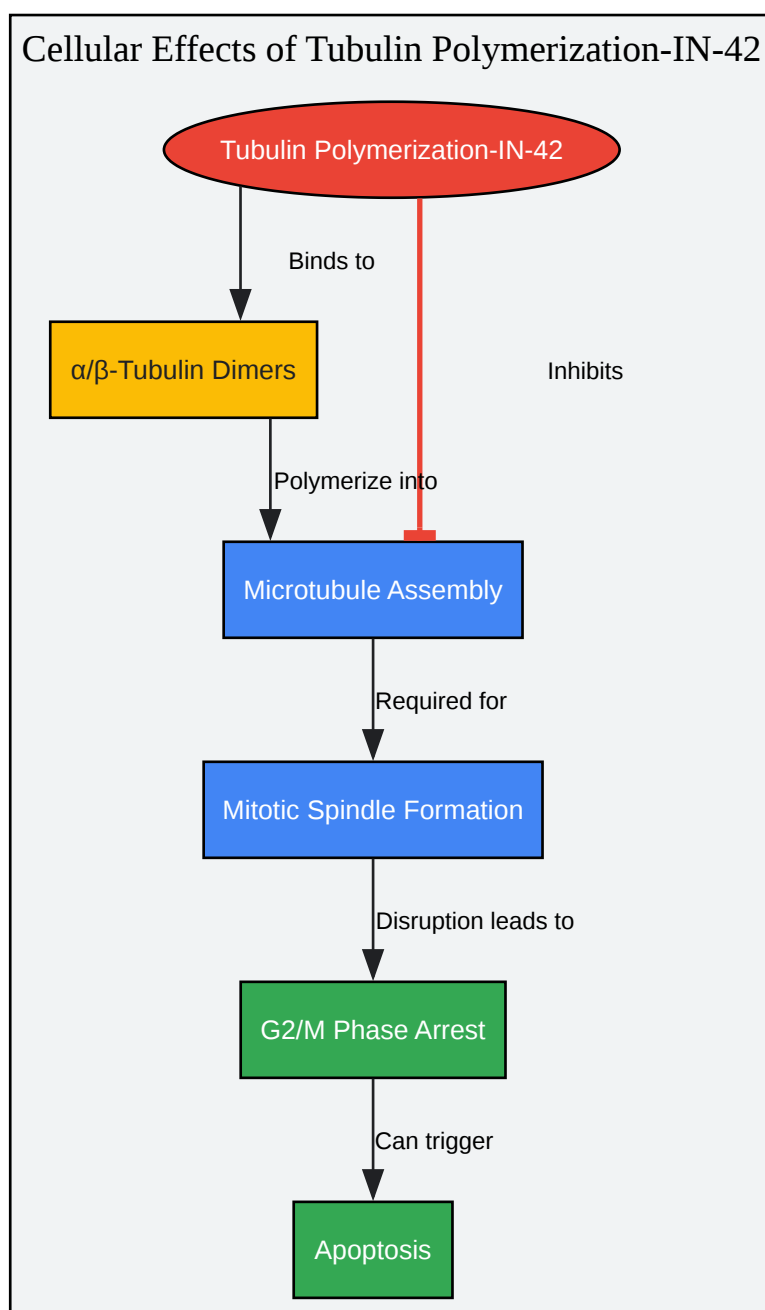 Cellular Effects of Tubulin Polymerization-IN-42
Tubulin Polymerization-IN-42
Binds to
α/β-Tubulin Dimers
Inhibits
Polymerize into
Microtubule Assembly
Required for
Mitotic Spindle Formation
Disruption leads to
G2/M Phase Arrest
Can trigger
Apoptosis